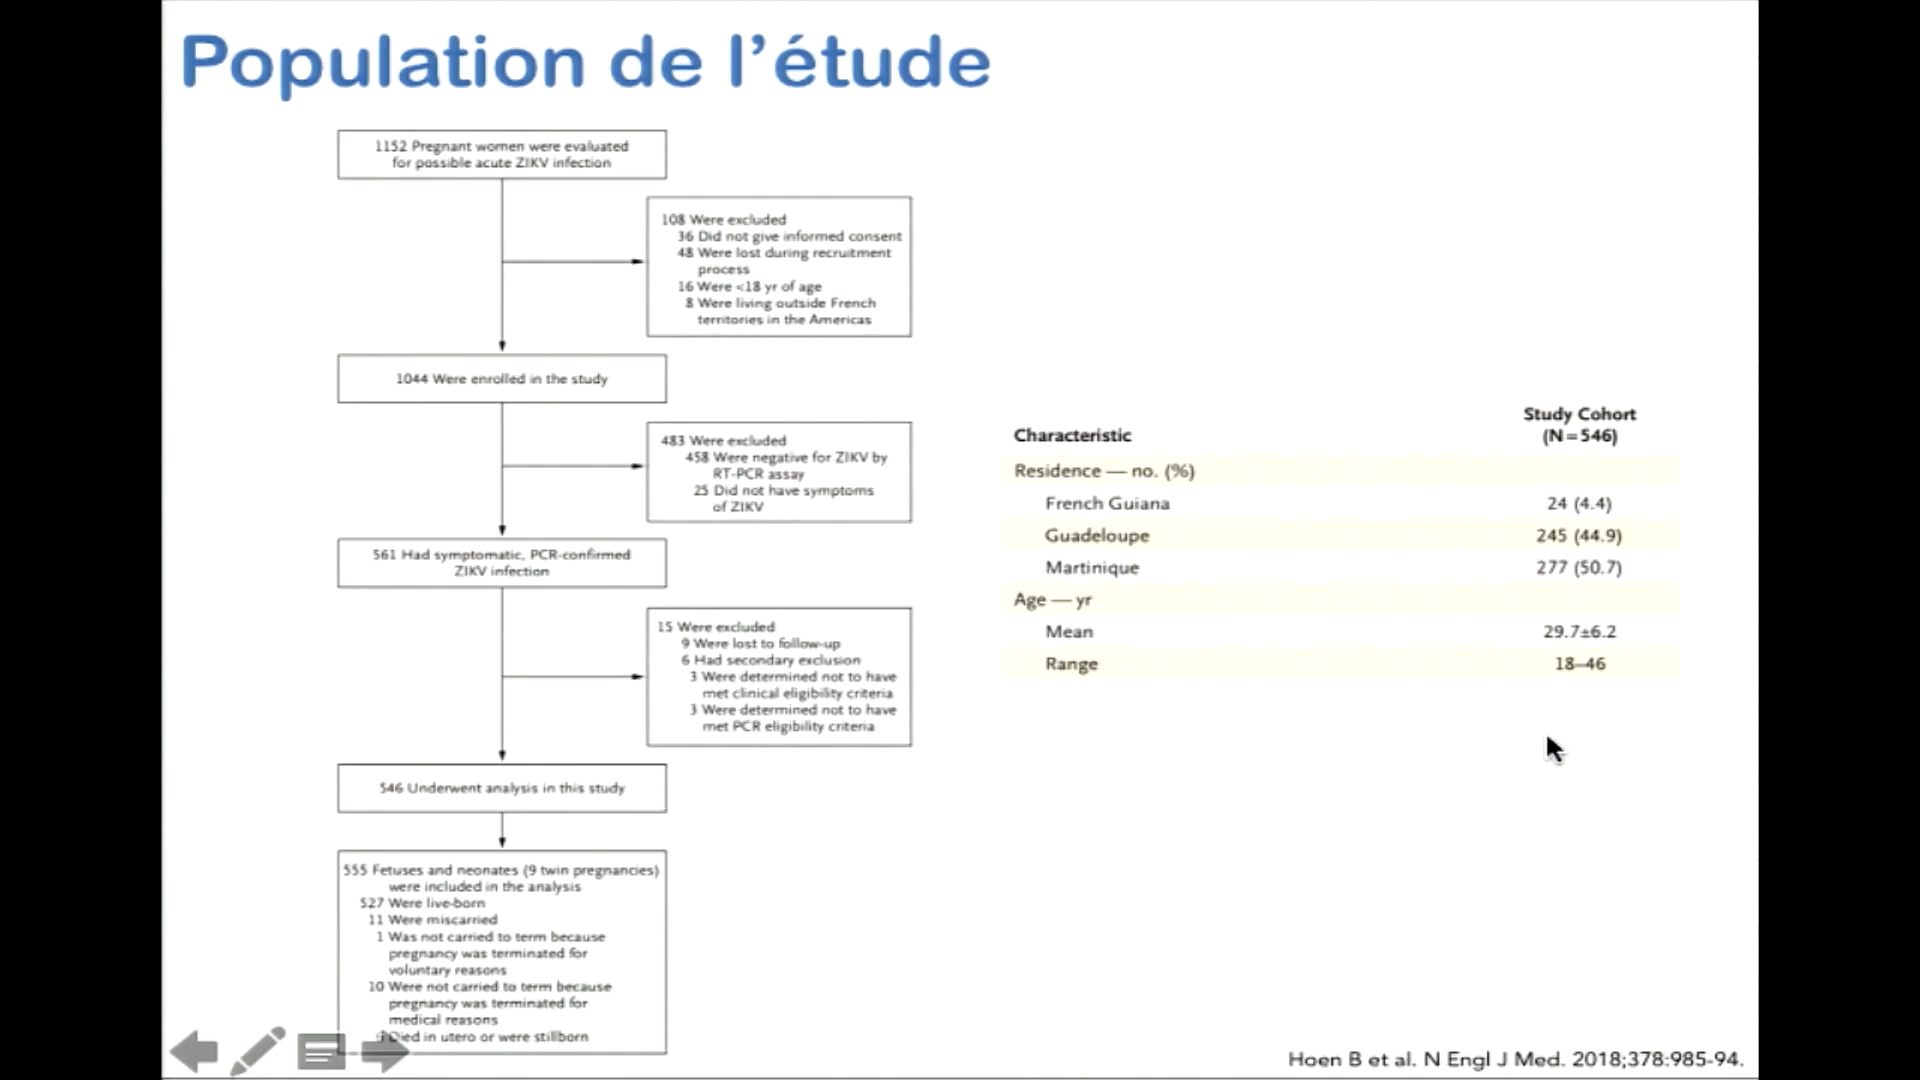 Population de l’étude
1152 Pregnant women were evaluated
for possible acute ZIKV infection
108 Were excluded
36 Did not give informed consent
48 Were lost during recruitment
process
16 Were <18 yr of age
8 Were living outside French
territories in the Americas
1044 Were enrolled in the study
483 Were excluded
458 Were negative for ZIKV by
RT-PCR assay
25 Did not have symptoms
of ZIKV
561 Had symptomatic, PCR-confirmed
ZIKV infection
15 Were excluded
9 Were lost to follow-up
6 Had secondary exclusion
3 Were determined not to have
met clinical eligibility criteria
3 Were determined not to have
met PCR eligibility criteria
546 Underwent analysis in this study
555 Fetuses and neonates (9 twin pregnancies)
were included in the analysis
527 Were live-born
11 Were miscarried
1 Was not carried to term because
pregnancy was terminated for
voluntary reasons
10 Were not carried to term because
pregnancy was terminated for
medical reasons
Died in utero or were stillborn
Characteristic
Study Cohort
(N=546)
Residence — no. (%)
French Guiana 24 (4.4)
Guadeloupe 245 (44.9)
Martinique 277 (50.7)
Age — yr
Mean 29.7±6.2
Range 18–46
Hoen B et al. N Engl J Med. 2018;378:985-94.